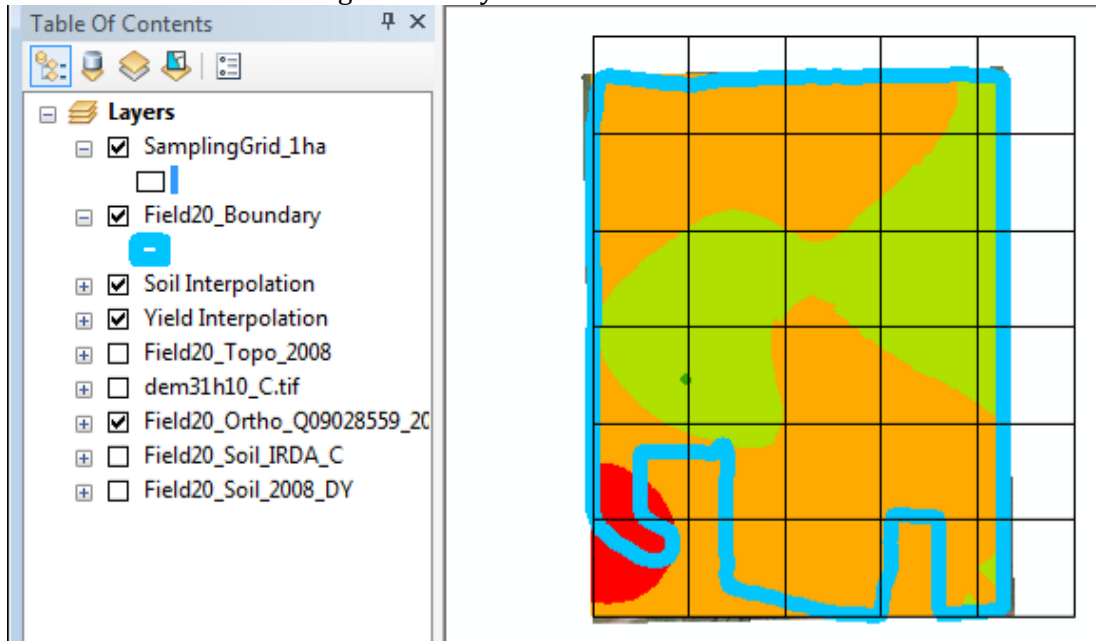 Table Of Contents
Layers
SamplingGrid_1ha
Field20_Boundary
Soil Interpolation
Yield Interpolation
Field20_Topo_2008
dem31h10_C.tif
Field20_Ortho_Q09028559_20
Field20_Soil_IRDA_C
Field20_Soil_2008_DY